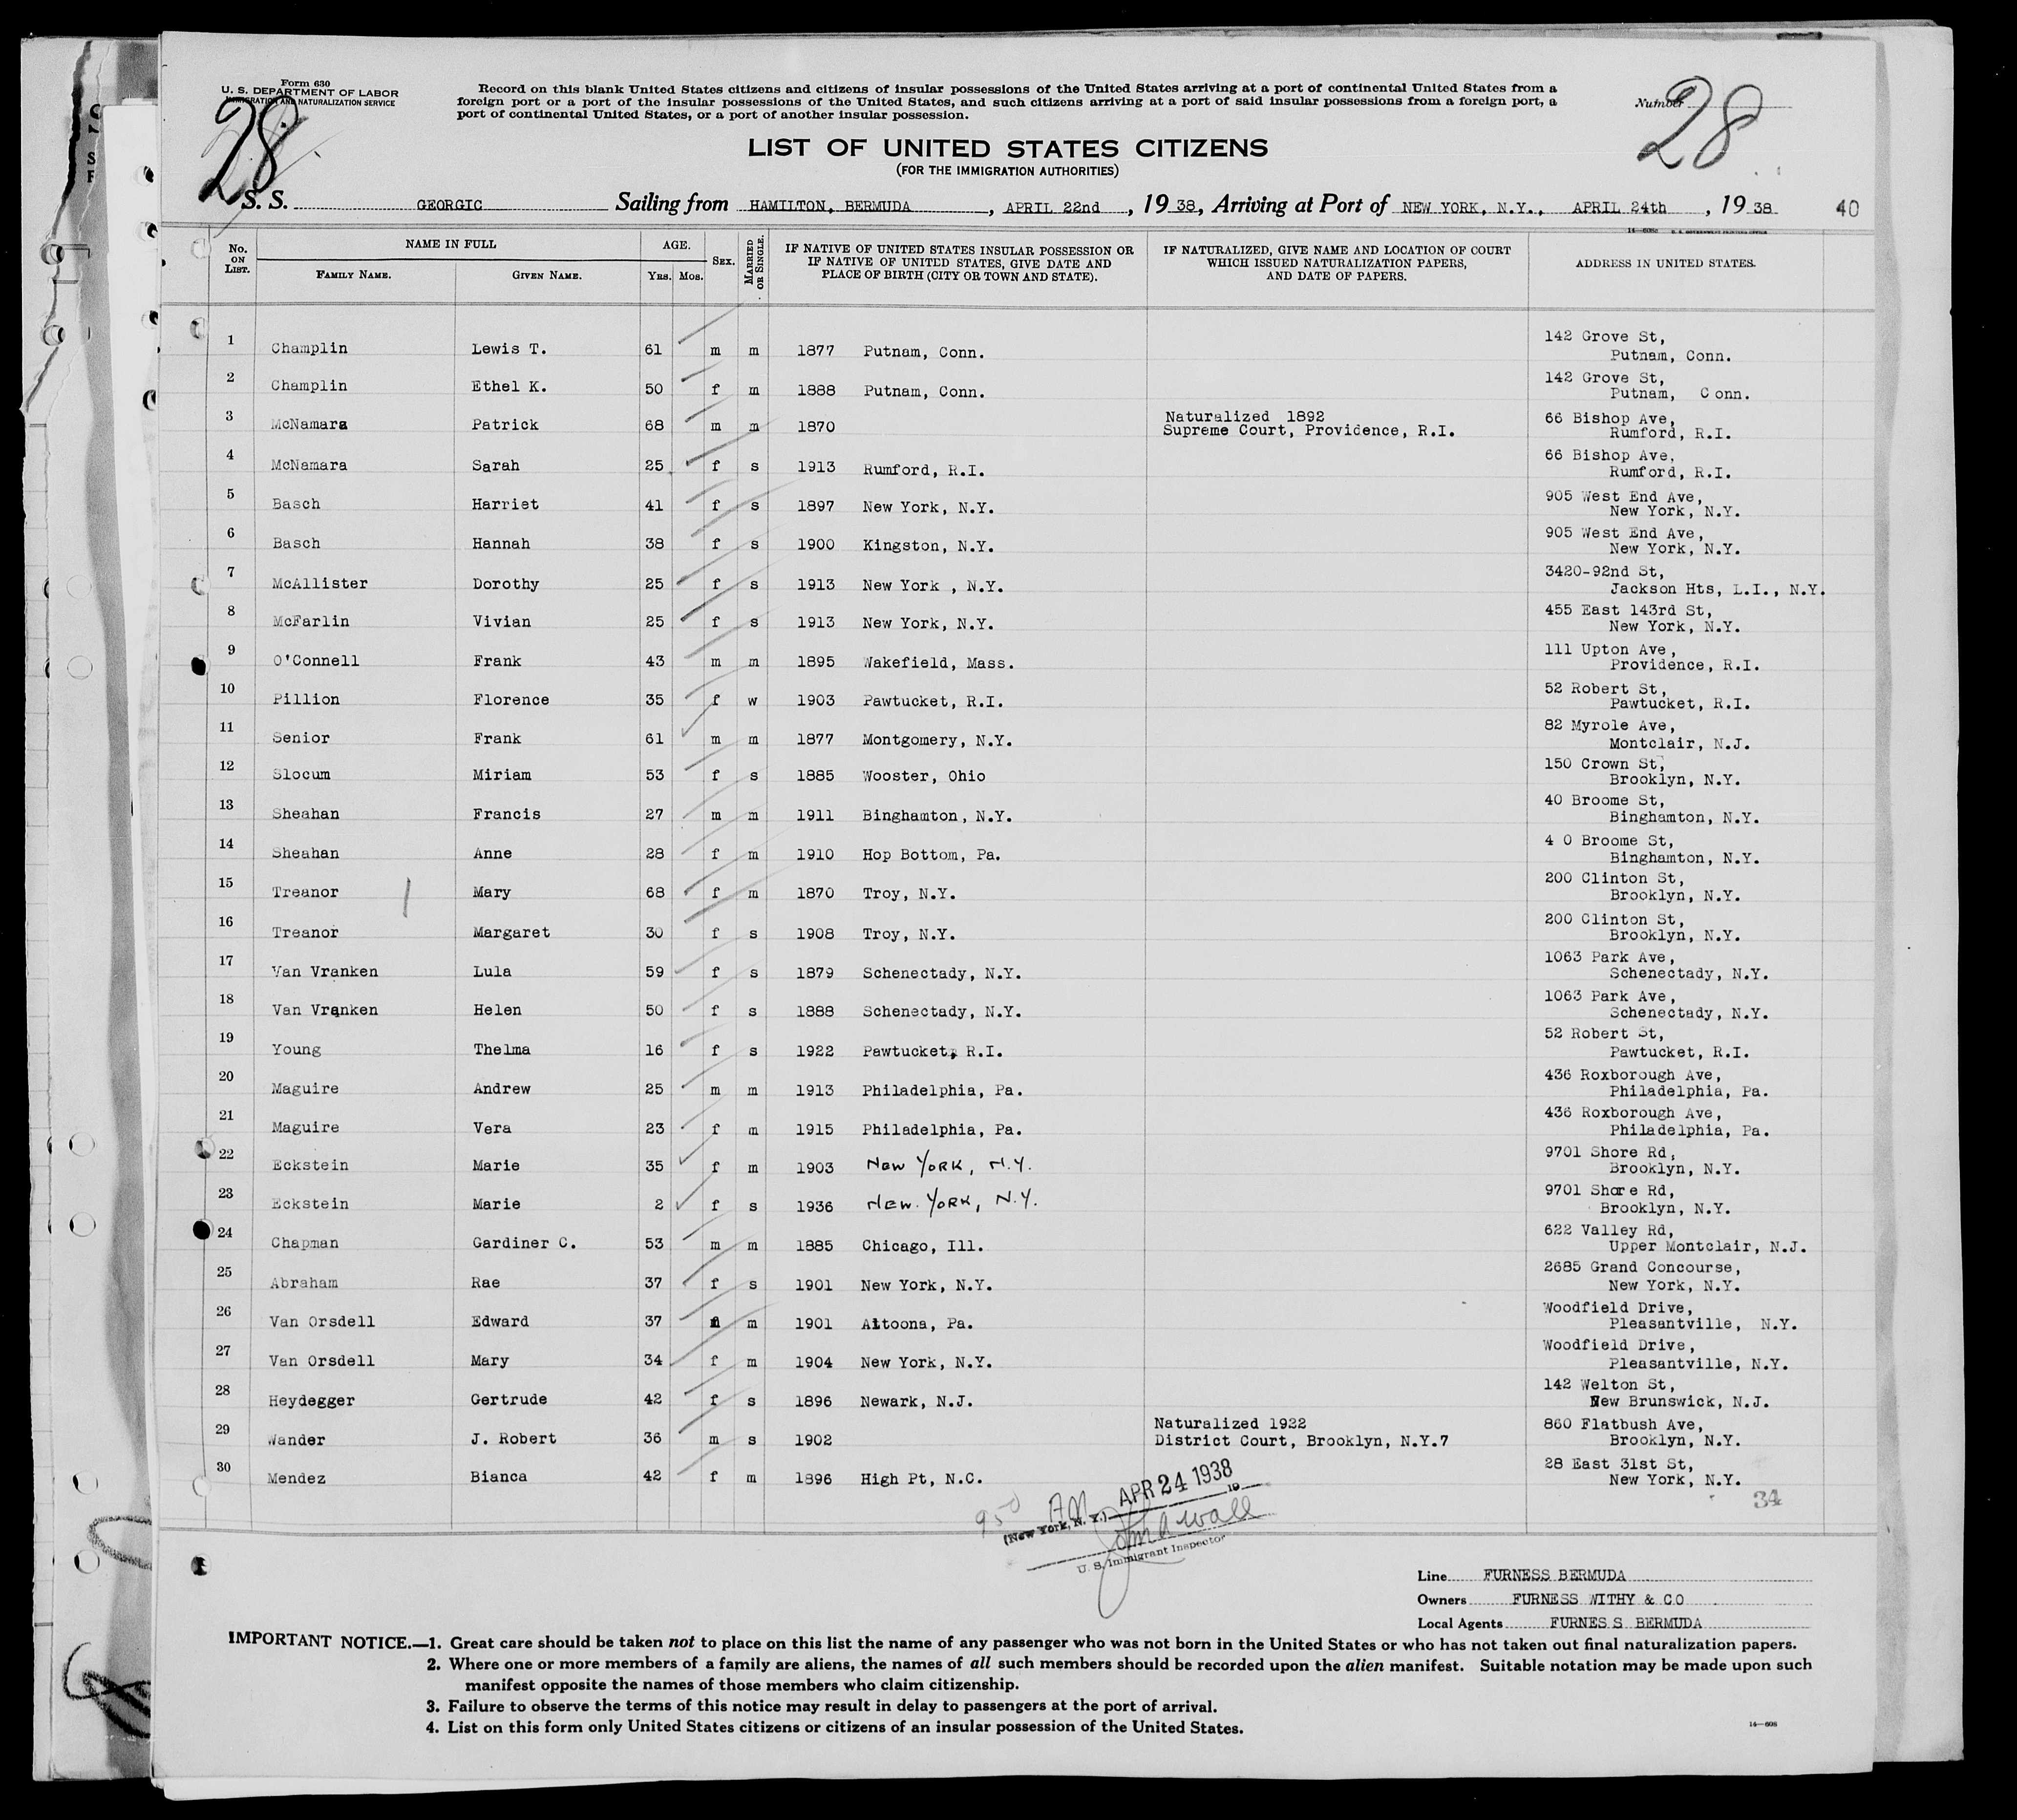 Form 630
U. S. DEPARTMENT OF LABOR
IMMIGRATION AND NATURALIZATION SERVICE
28
Record on this blank United States citizens and citizens of insular possessions of the United States arriving at a port of continental United States from a
foreign port or a port of the insular possessions of the United States, and such citizens arriving at a port of said insular possessions from a foreign port, a
port of continental United States, or a port of another insular possession.
Number 28
LIST OF UNITED STATES CITIZENS
(FOR THE IMMIGRATION AUTHORITIES)
S. S. GEORGIC Sailing from HAMILTON, BERMUDA, APRIL 22nd, 19 38, Arriving at Port of NEW YORK, N.Y., APRIL 24th, 19 38 40
No. ON LIST. NAME IN FULL FAMILY NAME. GIVEN NAME. AGE. YRS. MOS. SEX. MARRIED OR SINGLE. IF NATIVE OF UNITED STATES INSULAR POSSESSION OR IF NATIVE OF UNITED STATES, GIVE DATE AND PLACE OF BIRTH (CITY OR TOWN AND STATE). IF NATURALIZED, GIVE NAME AND LOCATION OF COURT WHICH ISSUED NATURALIZATION PAPERS, AND DATE OF PAPERS. ADDRESS IN UNITED STATES.
1 Champlin Lewis T. 61 m m 1877 Putnam, Conn. 142 Grove St, Putnam, Conn.
2 Champlin Ethel K. 50 f m 1888 Putnam, Conn. 142 Grove St, Putnam, C onn.
3 McNamara Patrick 68 m m 1870 Naturalized 1892 Supreme Court, Providence, R.I. 66 Bishop Ave, Rumford, R.I.
4 McNamara Sarah 25 f s 1913 Rumford, R.I. 66 Bishop Ave, Rumford, R.I.
5 Basch Harriet 41 f s 1897 New York, N.Y. 905 West End Ave, New York, N.Y.
6 Basch Hannah 38 f s 1900 Kingston, N.Y. 905 West End Ave, New York, N.Y.
7 McAllister Dorothy 25 f s 1913 New York , N.Y. 3420-92nd St, Jackson Hts, L.I., N.Y.
8 McFarlin Vivian 25 f s 1913 New York, N.Y. 455 East 143rd St, New York, N.Y.
9 O'Connell Frank 43 m m 1895 Wakefield, Mass. 111 Upton Ave, Providence, R.I.
10 Pillion Florence 35 f w 1903 Pawtucket, R.I. 52 Robert St, Pawtucket, R.I.
11 Senior Frank 61 m m 1877 Montgomery, N.Y. 82 Myrole Ave, Montclair, N.J.
12 Slocum Miriam 53 f s 1885 Wooster, Ohio 150 Crown St, Brooklyn, N.Y.
13 Sheahan Francis 27 m m 1911 Binghamton, N.Y. 40 Broome St, Binghamton, N.Y.
14 Sheahan Anne 28 f m 1910 Hop Bottom, Pa. 4 0 Broome St, Binghamton, N.Y.
15 Treanor Mary 68 f m 1870 Troy, N.Y. 200 Clinton St, Brooklyn, N.Y.
16 Treanor Margaret 30 f s 1908 Troy, N.Y. 200 Clinton St, Brooklyn, N.Y.
17 Van Vranken Lula 59 f s 1879 Schenectady, N.Y. 1063 Park Ave, Schenectady, N.Y.
18 Van Vranken Helen 50 f s 1888 Schenectady, N.Y. 1063 Park Ave, Schenectady, N.Y.
19 Young Thelma 16 f s 1922 Pawtucket, R.I. 52 Robert St, Pawtucket, R.I.
20 Maguire Andrew 25 m m 1913 Philadelphia, Pa. 436 Roxborough Ave, Philadelphia, Pa.
21 Maguire Vera 23 f m 1915 Philadelphia, Pa. 436 Roxborough Ave, Philadelphia, Pa.
22 Eckstein Marie 35 f m 1903 New York, N.Y. 9701 Shore Rd, Brooklyn, N.Y.
23 Eckstein Marie 2 f s 1936 New York, N.Y. 9701 Shore Rd, Brooklyn, N.Y.
24 Chapman Gardiner C. 53 m m 1885 Chicago, Ill. 622 Valley Rd, Upper Montclair, N.J.
25 Abraham Rae 37 f s 1901 New York, N.Y. 2685 Grand Concourse, New York, N.Y.
26 Van Orsdell Edward 37 m m 1901 Altoona, Pa. Woodfield Drive, Pleasantville, N.Y.
27 Van Orsdell Mary 34 f m 1904 New York, N.Y. Woodfield Drive, Pleasantville, N.Y.
28 Heydegger Gertrude 42 f s 1896 Newark, N.J. 142 Welton St, New Brunswick, N.J.
29 Wander J. Robert 36 m s 1902 Naturalized 1922 District Court, Brooklyn, N.Y.7 860 Flatbush Ave, Brooklyn, N.Y.
30 Mendez Bianca 42 f m 1896 High Pt, N.C. 28 East 31st St, New York, N.Y.
34
950 AM APR 24 1938 19
(New York, N. Y.)
U. S. Immigrant Inspector
Line FURNESS BERMUDA
Owners FURNESS WITHY & CO
Local Agents FURNES S BERMUDA
IMPORTANT NOTICE.—1. Great care should be taken not to place on this list the name of any passenger who was not born in the United States or who has not taken out final naturalization papers.
2. Where one or more members of a family are aliens, the names of all such members should be recorded upon the alien manifest. Suitable notation may be made upon such
manifest opposite the names of those members who claim citizenship.
3. Failure to observe the terms of this notice may result in delay to passengers at the port of arrival.
4. List on this form only United States citizens or citizens of an insular possession of the United States.
14—608